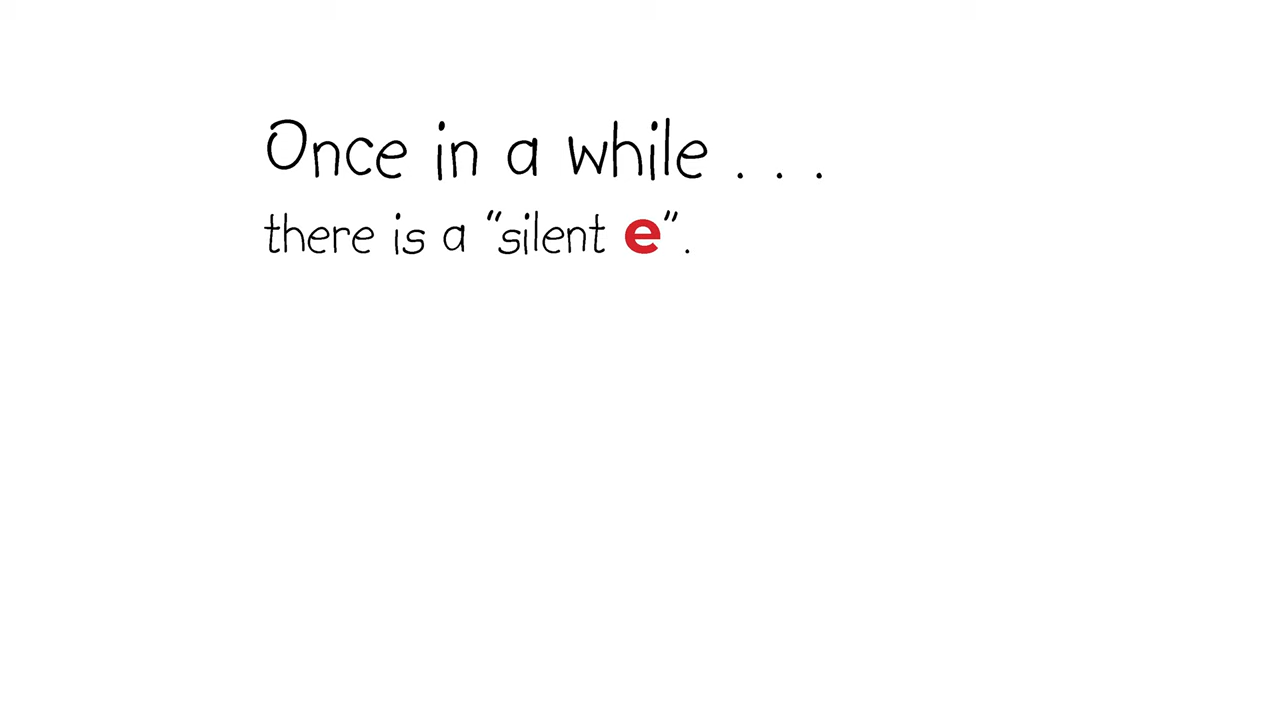 Once in a while . . .
there is a “silent e”.